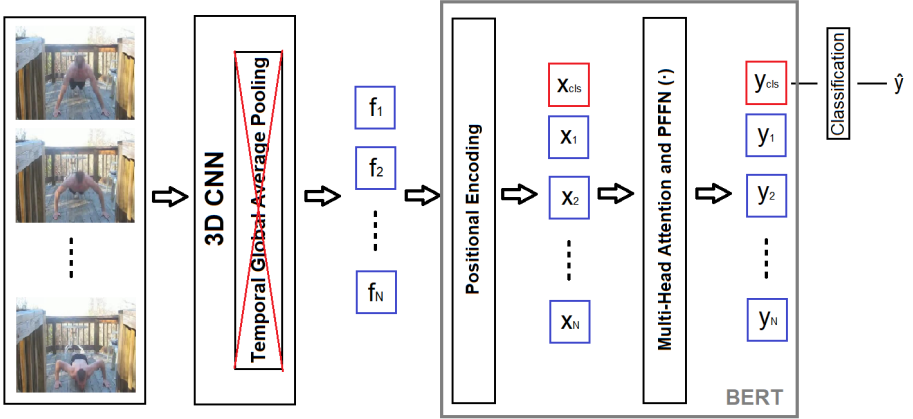 3D CNN
Temporal Global Average Pooling
f1
f2
fN
Positional Encoding
xcls
x1
x2
xN
Multi-Head Attention and PFFN (·)
ycls
y1
y2
yN
Classification
ŷ
BERT